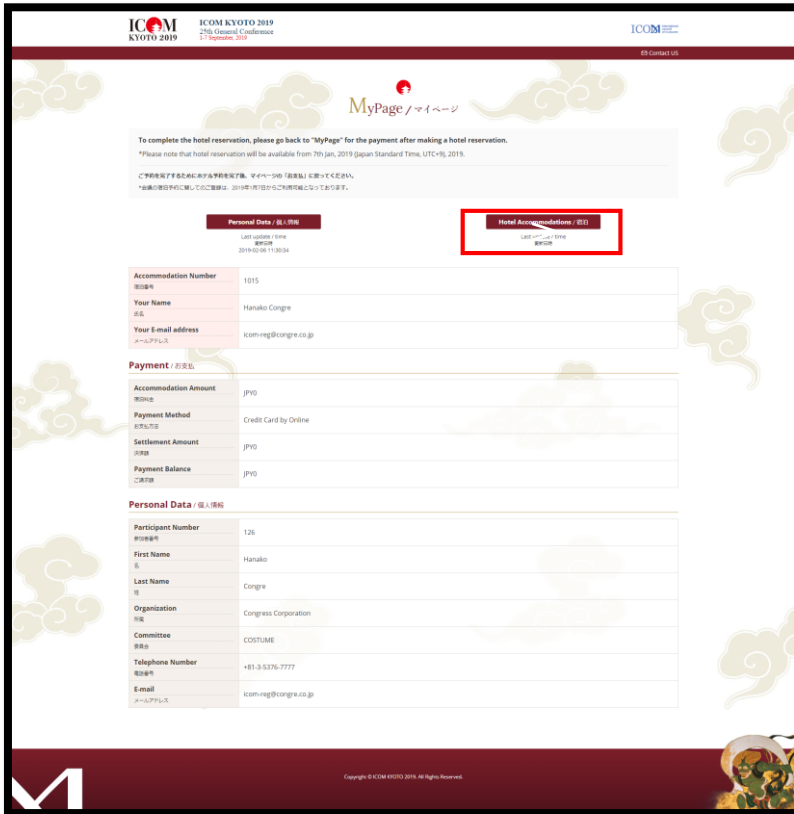 ICOM
KYOTO 2019
ICOM KYOTO 2019
25th General Conference
1-7 September, 2019
ICOM
Contact US
MyPage / マイページ
To complete the hotel reservation, please go back to "MyPage" for the payment after making a hotel reservation.
*Please note that hotel reservation will be available from 7th Jan, 2019 (Japan Standard Time, UTC+9), 2019.
ご予約を完了するためにホテル予約を完了後、マイページの「お支払」に戻ってください。
*会議の宿泊予約に関してのご登録は、2019年1月7日からご利用可能となっております。
Personal Data / 個人情報
Hotel Accommodations / 宿泊
Last update / time
更新日時
2019-02-06 11:30:34
Last / time
更新日時
Accommodation Number
宿泊番号
1015
Your Name
氏名
Hanako Congre
Your E-mail address
メールアドレス
icom-reg@congre.co.jp
Payment / お支払
Accommodation Amount
宿泊料金
JPY0
Payment Method
お支払方法
Credit Card by Online
Settlement Amount
決済額
JPY0
Payment Balance
ご請求額
JPY0
Personal Data / 個人情報
Participant Number
参加者番号
126
First Name
名
Hanako
Last Name
姓
Congre
Organization
所属
Congress Corporation
Committee
委員会
COSTUME
Telephone Number
電話番号
+81-3-5376-7777
E-mail
メールアドレス
icom-reg@congre.co.jp
Copyright © ICOM KYOTO 2019. All Rights Reserved.